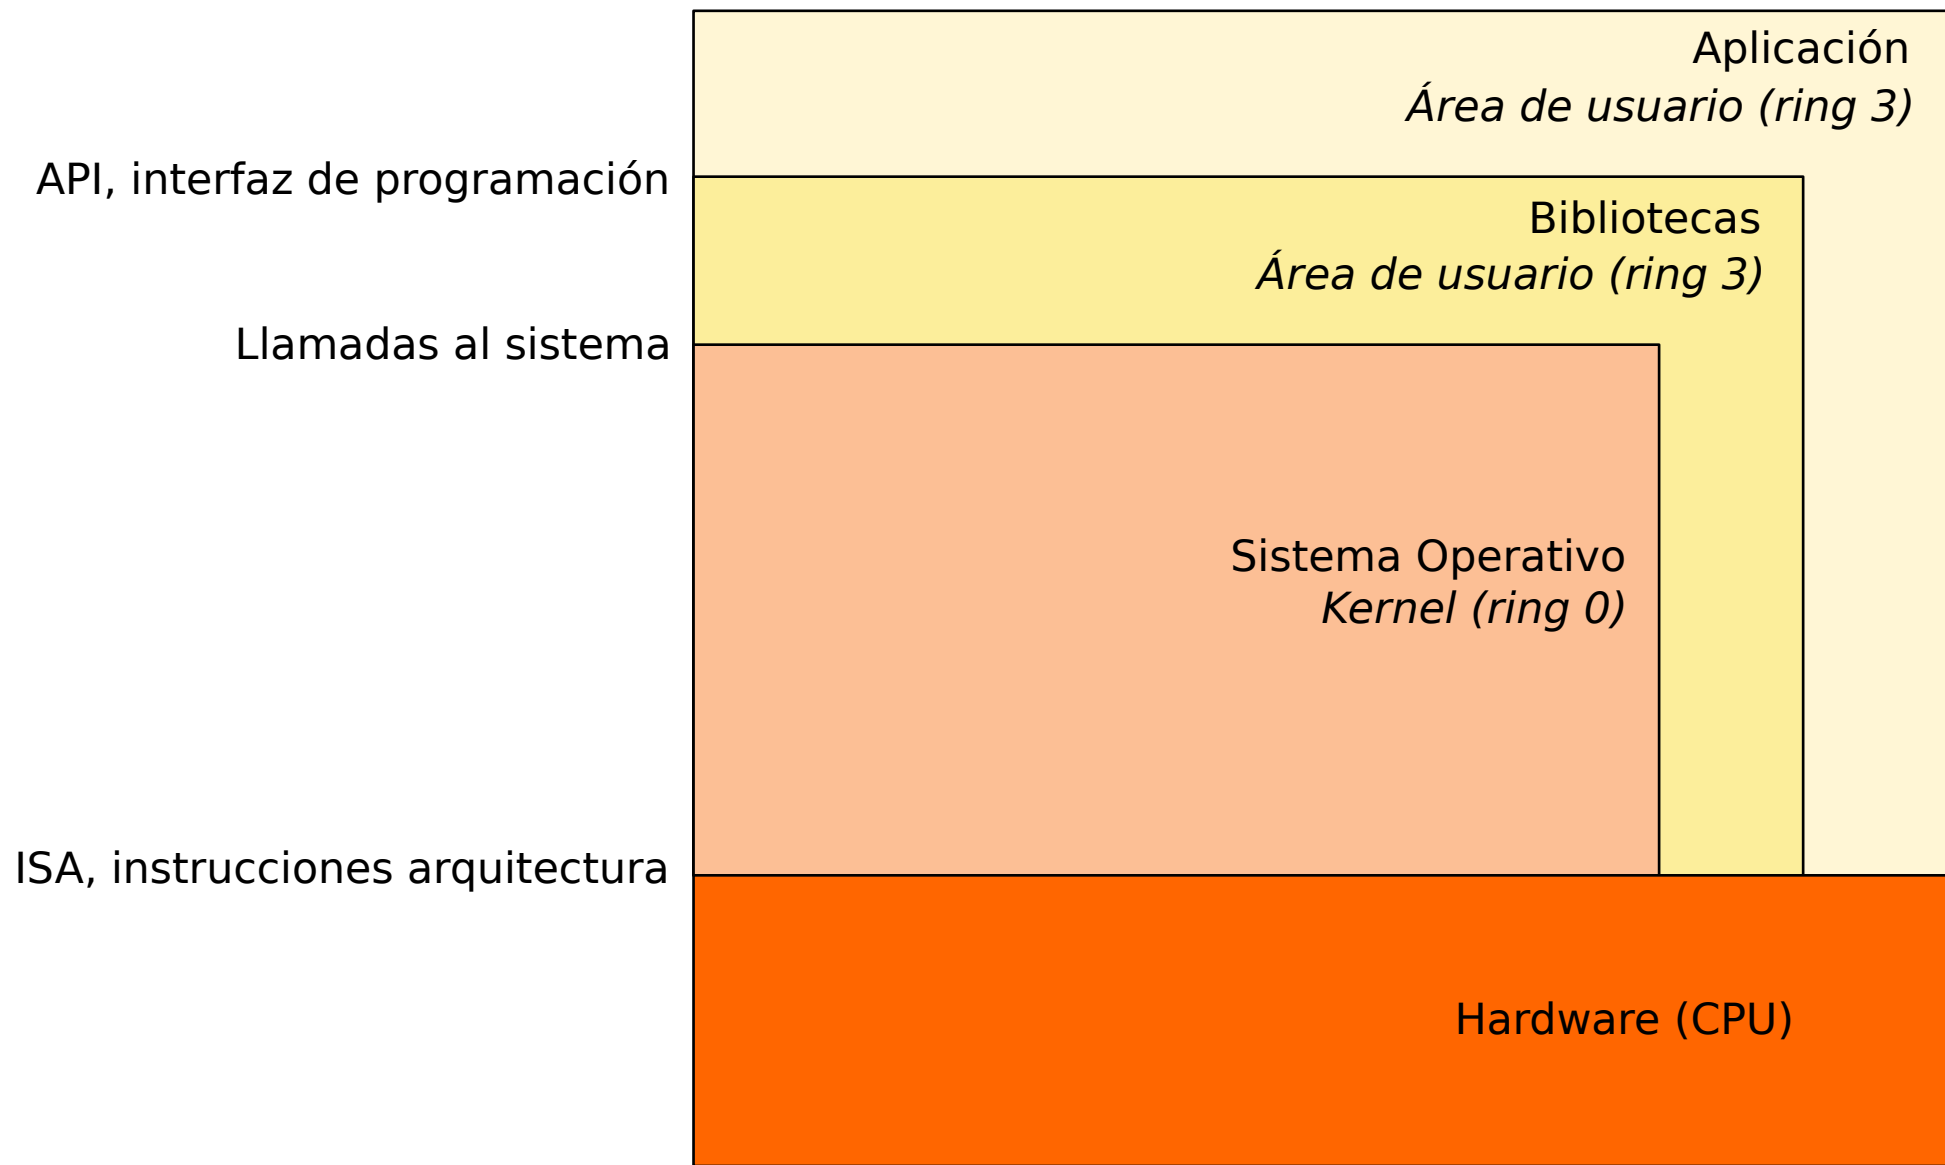 Aplicación
Área de usuario (ring 3)
API, interfaz de programación
Bibliotecas
Área de usuario (ring 3)
Llamadas al sistema
Sistema Operativo
Kernel (ring 0)
ISA, instrucciones arquitectura
Hardware (CPU)